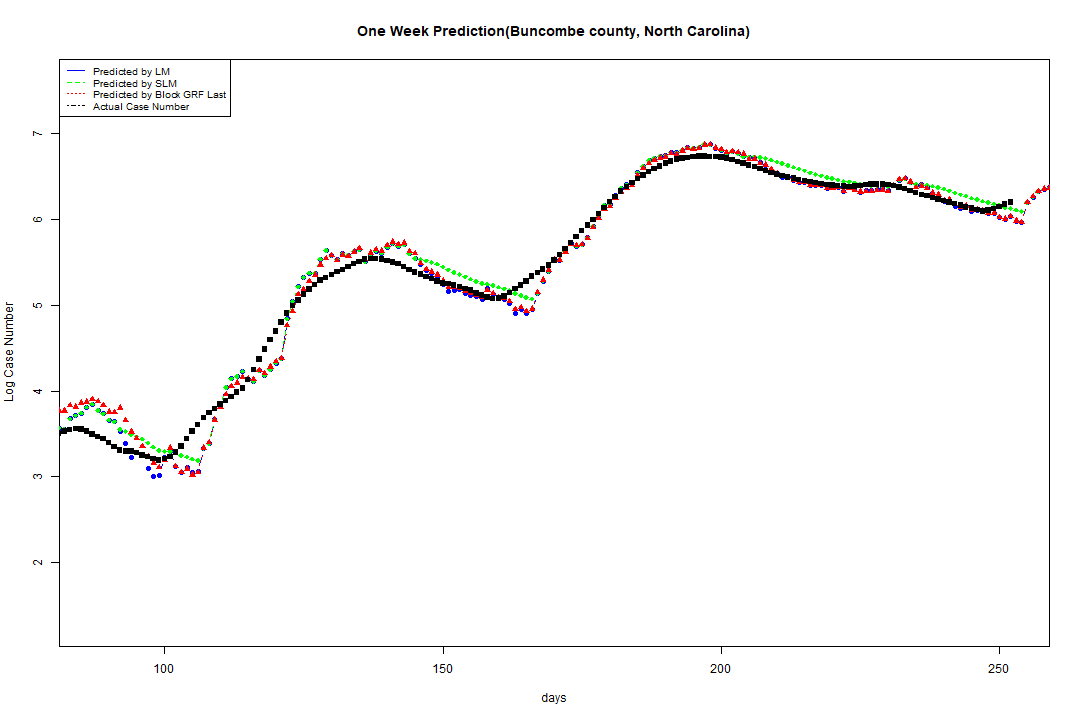 One Week Prediction(Buncombe county, North Carolina)
Predicted by LM
Predicted by SLM
Predicted by Block GRF Last
Actual Case Number
7
6
5
4
3
2
Log Case Number
100 150 200 250
days